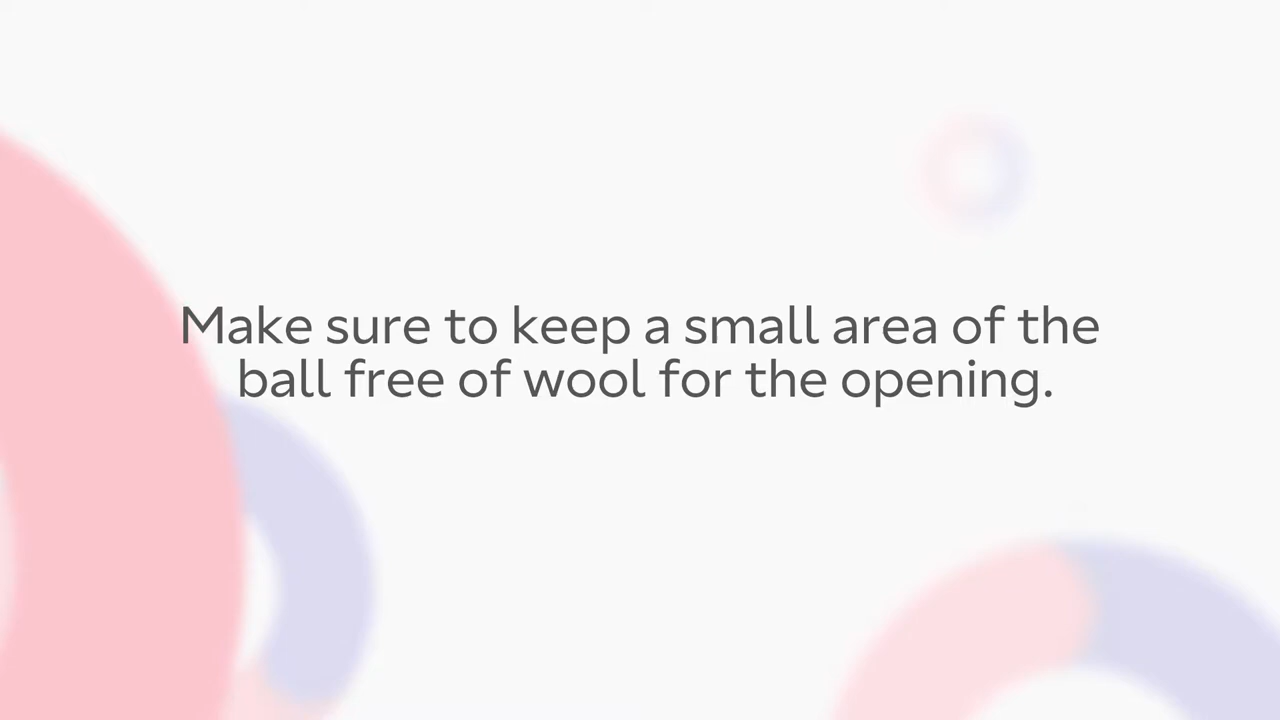 Make sure to keep a small area of the
ball free of wool for the opening.